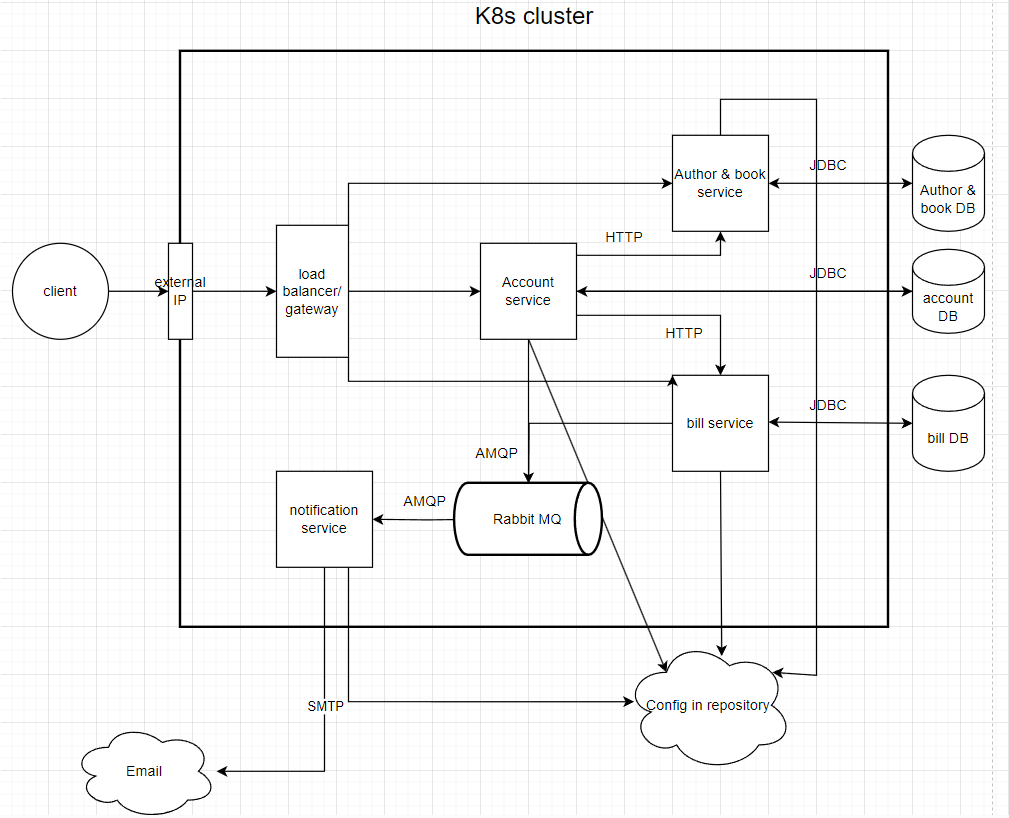 K8s cluster
Author & book
service
JDBC
Author &
book DB
HTTP
client
external
IP
load
balancer/
gateway
Account
service
JDBC
account
DB
HTTP
bill service
JDBC
bill DB
AMQP
notification
service
AMQP
Rabbit MQ
SMTP
Config in repository
Email